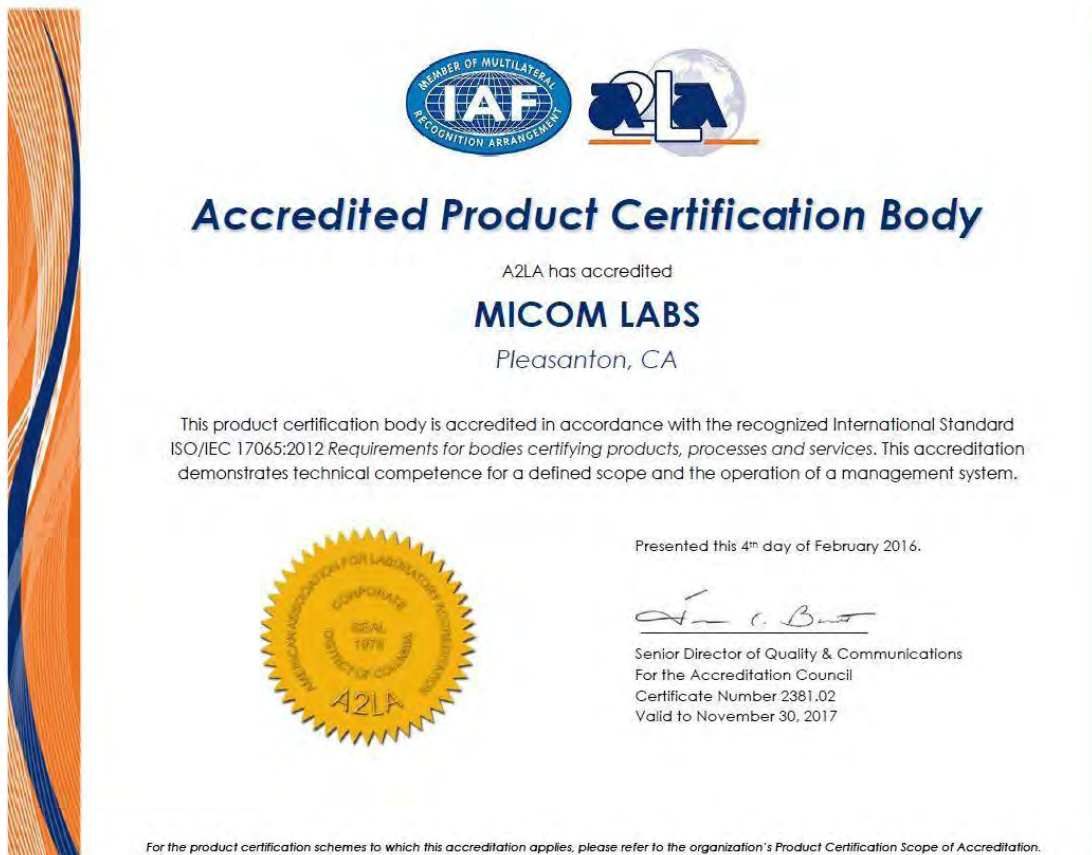 MEMBER OF MULTILATERAL
IAF
RECOGNITION ARRANGEMENT
a2la
Accredited Product Certification Body
A2LA has accredited
MICOM LABS
Pleasanton, CA
This product certification body is accredited in accordance with the recognized International Standard
ISO/IEC 17065:2012 Requirements for bodies certifying products, processes and services. This accreditation
demonstrates technical competence for a defined scope and the operation of a management system.
AMERICAN ASSOCIATION FOR LABORATORY ACCREDITATION
CORPORATE
SEAL
1978
DISTRICT OF COLUMBIA
A2LA
Presented this 4th day of February 2016.
Senior Director of Quality & Communications
For the Accreditation Council
Certificate Number 2381.02
Valid to November 30, 2017
For the product certification schemes to which this accreditation applies, please refer to the organization's Product Certification Scope of Accreditation.